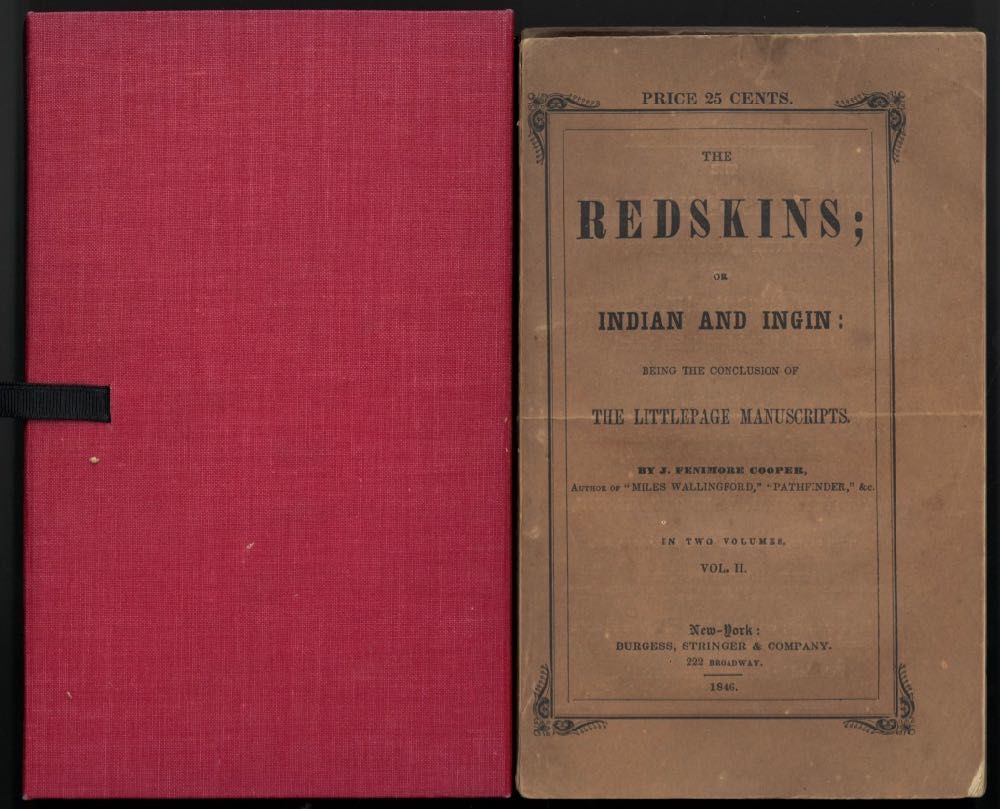 PRICE 25 CENTS.
THE
REDSKINS;
OR
INDIAN AND INGIN:
BEING THE CONCLUSION OF
THE LITTLEPAGE MANUSCRIPTS.
BY J. FENIMORE COOPER,
AUTHOR OF "MILES WALLINGFORD," "PATHFINDER," &c.
IN TWO VOLUMES.
VOL. II.
New-York:
BURGESS, STRINGER & COMPANY.
222 BROADWAY.
1846.